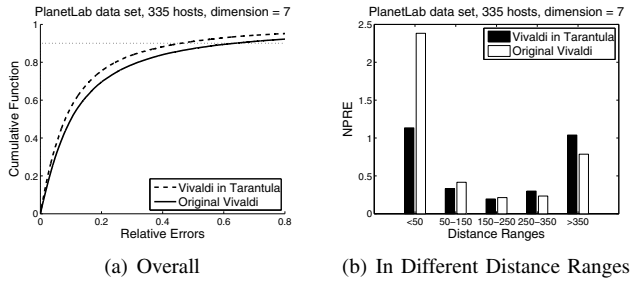 PlanetLab data set, 335 hosts, dimension = 7
1
0.8
0.6
0.4
0.2
0
Cumulative Function
Vivaldi in Tarantula
Original Vivaldi
0 0.2 0.4 0.6 0.8
Relative Errors
(a) Overall
PlanetLab data set, 335 hosts, dimension = 7
2.5
2
1.5
1
0.5
0
NPRE
Vivaldi in Tarantula
Original Vivaldi
<50 50−150 150−250 250−350 >350
Distance Ranges
(b) In Different Distance Ranges